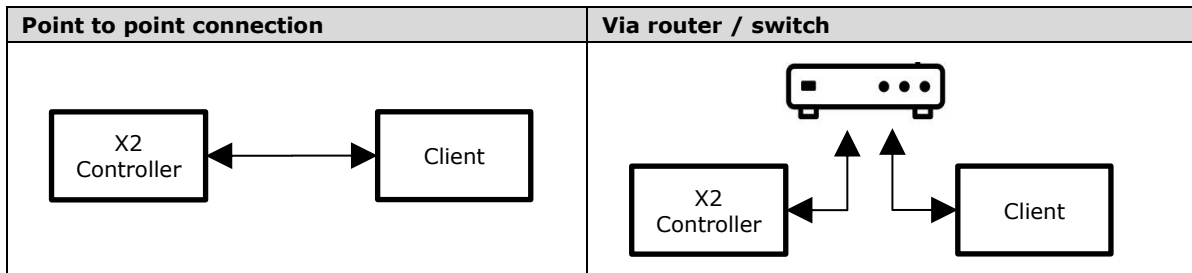 Point to point connection
Via router / switch
X2
Controller
Client
X2
Controller
Client